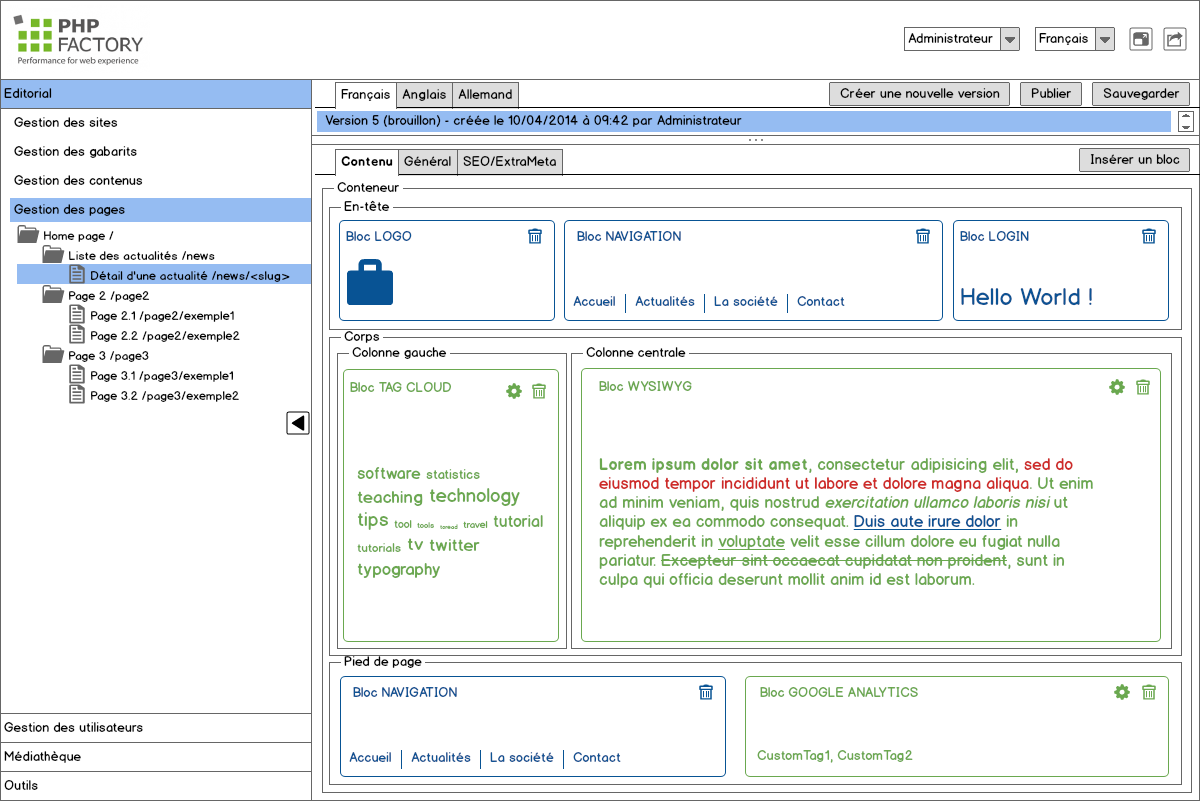 PHP
FACTORY
Performance for web experience
Administrateur
Français
Editorial
Gestion des sites
Gestion des gabarits
Gestion des contenus
Gestion des pages
Home page /
Liste des actualités /news
Détail d'une actualité /news/<slug>
Page 2 /page2
Page 2.1 /page2/exemple1
Page 2.2 /page2/exemple2
Page 3 /page3
Page 3.1 /page3/exemple1
Page 3.2 /page3/exemple2
Gestion des utilisateurs
Médiathèque
Outils
Français Anglais Allemand
Créer une nouvelle version Publier Sauvegarder
Version 5 (brouillon) - créée le 10/04/2014 à 09:42 par Administrateur
...
Contenu Général SEO/ExtraMeta
Insérer un bloc
Conteneur
En-tête
Bloc LOGO
Bloc NAVIGATION
Accueil Actualités La société Contact
Bloc LOGIN
Hello World !
Corps
Colonne gauche
Bloc TAG CLOUD
software statistics
teaching technology
tips tool tools toread travel tutorial
tutorials tv twitter
typography
Colonne centrale
Bloc WYSIWYG
Lorem ipsum dolor sit amet, consectetur adipisicing elit, sed do
eiusmod tempor incididunt ut labore et dolore magna aliqua. Ut enim
ad minim veniam, quis nostrud exercitation ullamco laboris nisi ut
aliquip ex ea commodo consequat. Duis aute irure dolor in
reprehenderit in voluptate velit esse cillum dolore eu fugiat nulla
pariatur. Excepteur sint occaecat cupidatat non proident, sunt in
culpa qui officia deserunt mollit anim id est laborum.
Pied de page
Bloc NAVIGATION
Accueil Actualités La société Contact
Bloc GOOGLE ANALYTICS
CustomTag1, CustomTag2